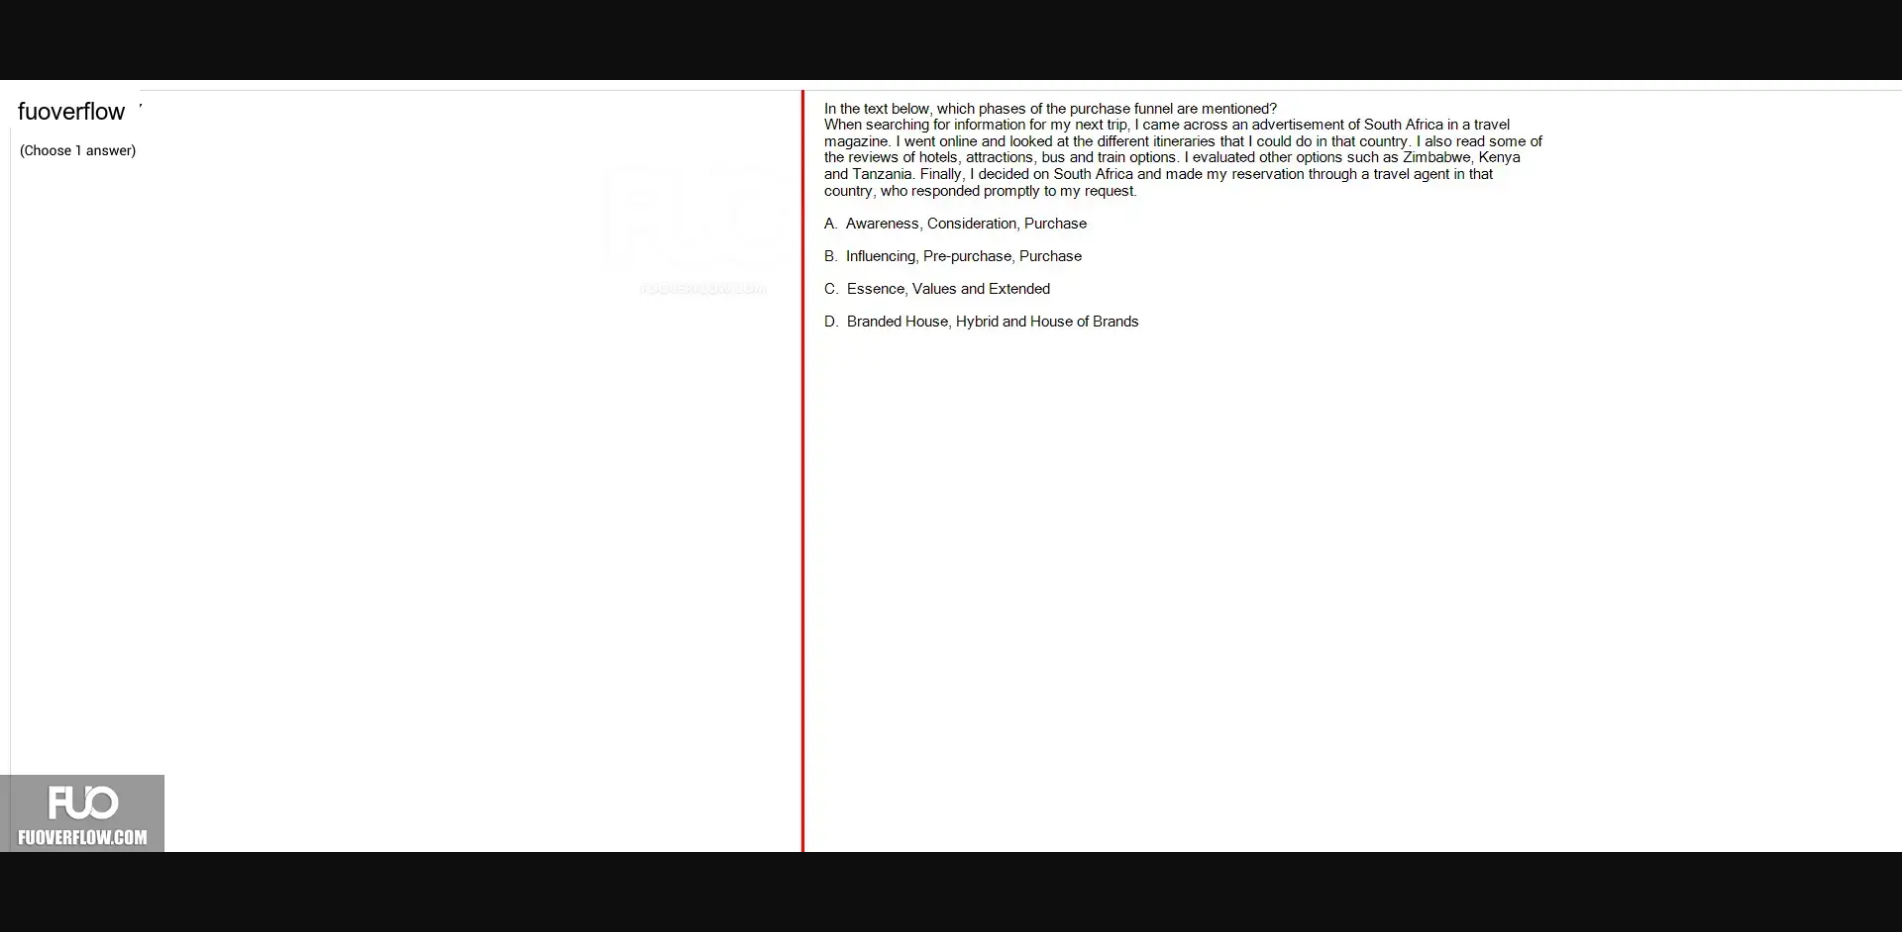 fuoverflow
(Choose 1 answer)
In the text below, which phases of the purchase funnel are mentioned?
When searching for information for my next trip, I came across an advertisement of South Africa in a travel
magazine. I went online and looked at the different itineraries that I could do in that country. I also read some of
the reviews of hotels, attractions, bus and train options. I evaluated other options such as Zimbabwe, Kenya
and Tanzania. Finally, I decided on South Africa and made my reservation through a travel agent in that
country, who responded promptly to my request.
A. Awareness, Consideration, Purchase
B. Influencing, Pre-purchase, Purchase
C. Essence, Values and Extended
D. Branded House, Hybrid and House of Brands
FUO
FUOVERFLOW.COM
FUO
FUOVERFLOW.COM